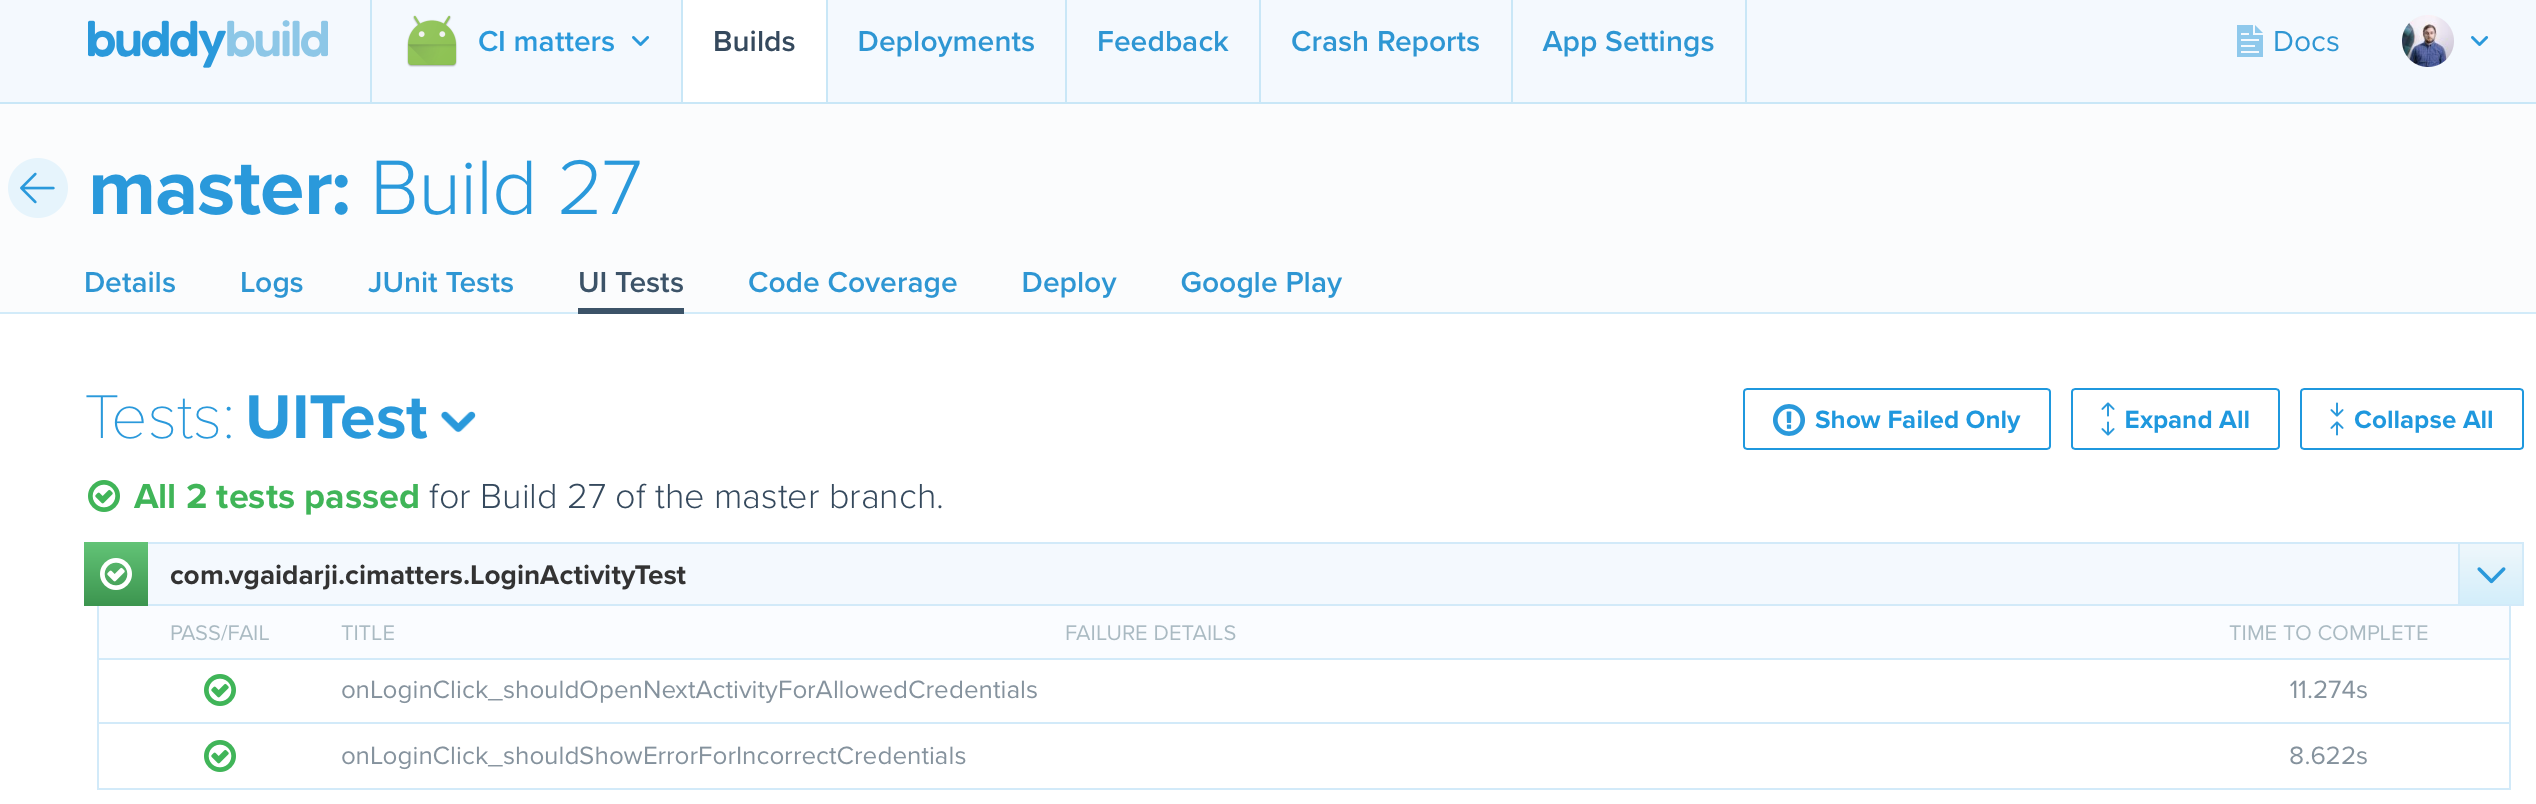 buddybuild CI matters Builds Deployments Feedback Crash Reports App Settings Docs
master: Build 27
Details Logs JUnit Tests UI Tests Code Coverage Deploy Google Play
Tests: UITest Show Failed Only Expand All Collapse All
All 2 tests passed for Build 27 of the master branch.
com.vgaidarji.cimatters.LoginActivityTest
PASS/FAIL TITLE FAILURE DETAILS TIME TO COMPLETE
onLoginClick_shouldOpenNextActivityForAllowedCredentials 11.274s
onLoginClick_shouldShowErrorForIncorrectCredentials 8.622s